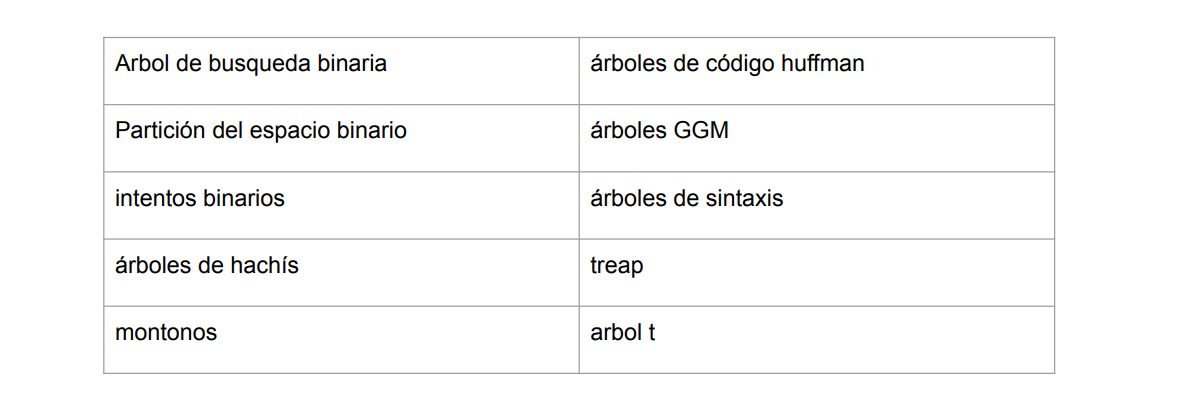 Arbol de busqueda binaria
árboles de código huffman
Partición del espacio binario
árboles GGM
intentos binarios
árboles de sintaxis
árboles de hachís
treap
montonos
arbol t